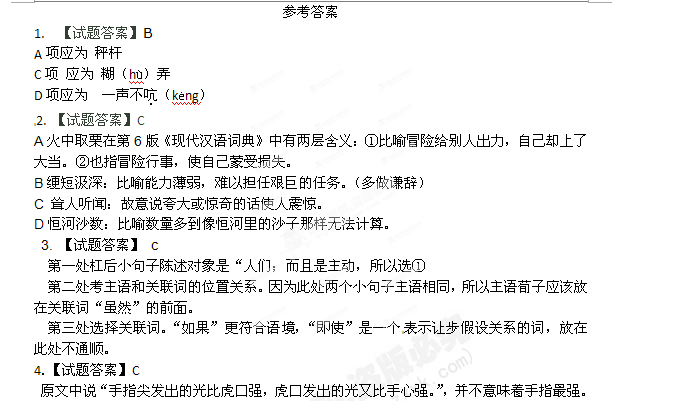 参考答案
1. 【试题答案】B
A 项应为 秤杆
C 项 应为 糊（hù）弄
D 项应为 一声不吭（keng）
2. 【试题答案】C
A 火中取栗在第 6 版《现代汉语词典》中有两层含义：①比喻冒险给别人出力，自己却上了
大当。②也指冒险行事，使自己蒙受损失。
B 绠短汲深：比喻能力薄弱，难以担任艰巨的任务。（多做谦辞）
C 耸人听闻：故意说夸大或惊奇的话使人震惊。
D 恒河沙数：比喻数量多到像恒河里的沙子那样无法计算。
3. 【试题答案】 c
第一处杠后小句子陈述对象是“人们；而且是主动，所以选①
第二处考主语和关联词的位置关系。因为此处两个小句子主语相同，所以主语荀子应该放
在关联词“虽然”的前面。
第三处选择关联词。“如果”更符合语境，“即使”是一个表示让步假设关系的词，放在
此处不通顺。
4.【试题答案】C
原文中说“手指尖发出的光比虎口强，虎口发出的光又比手心强。”，并不意味着手指最强。